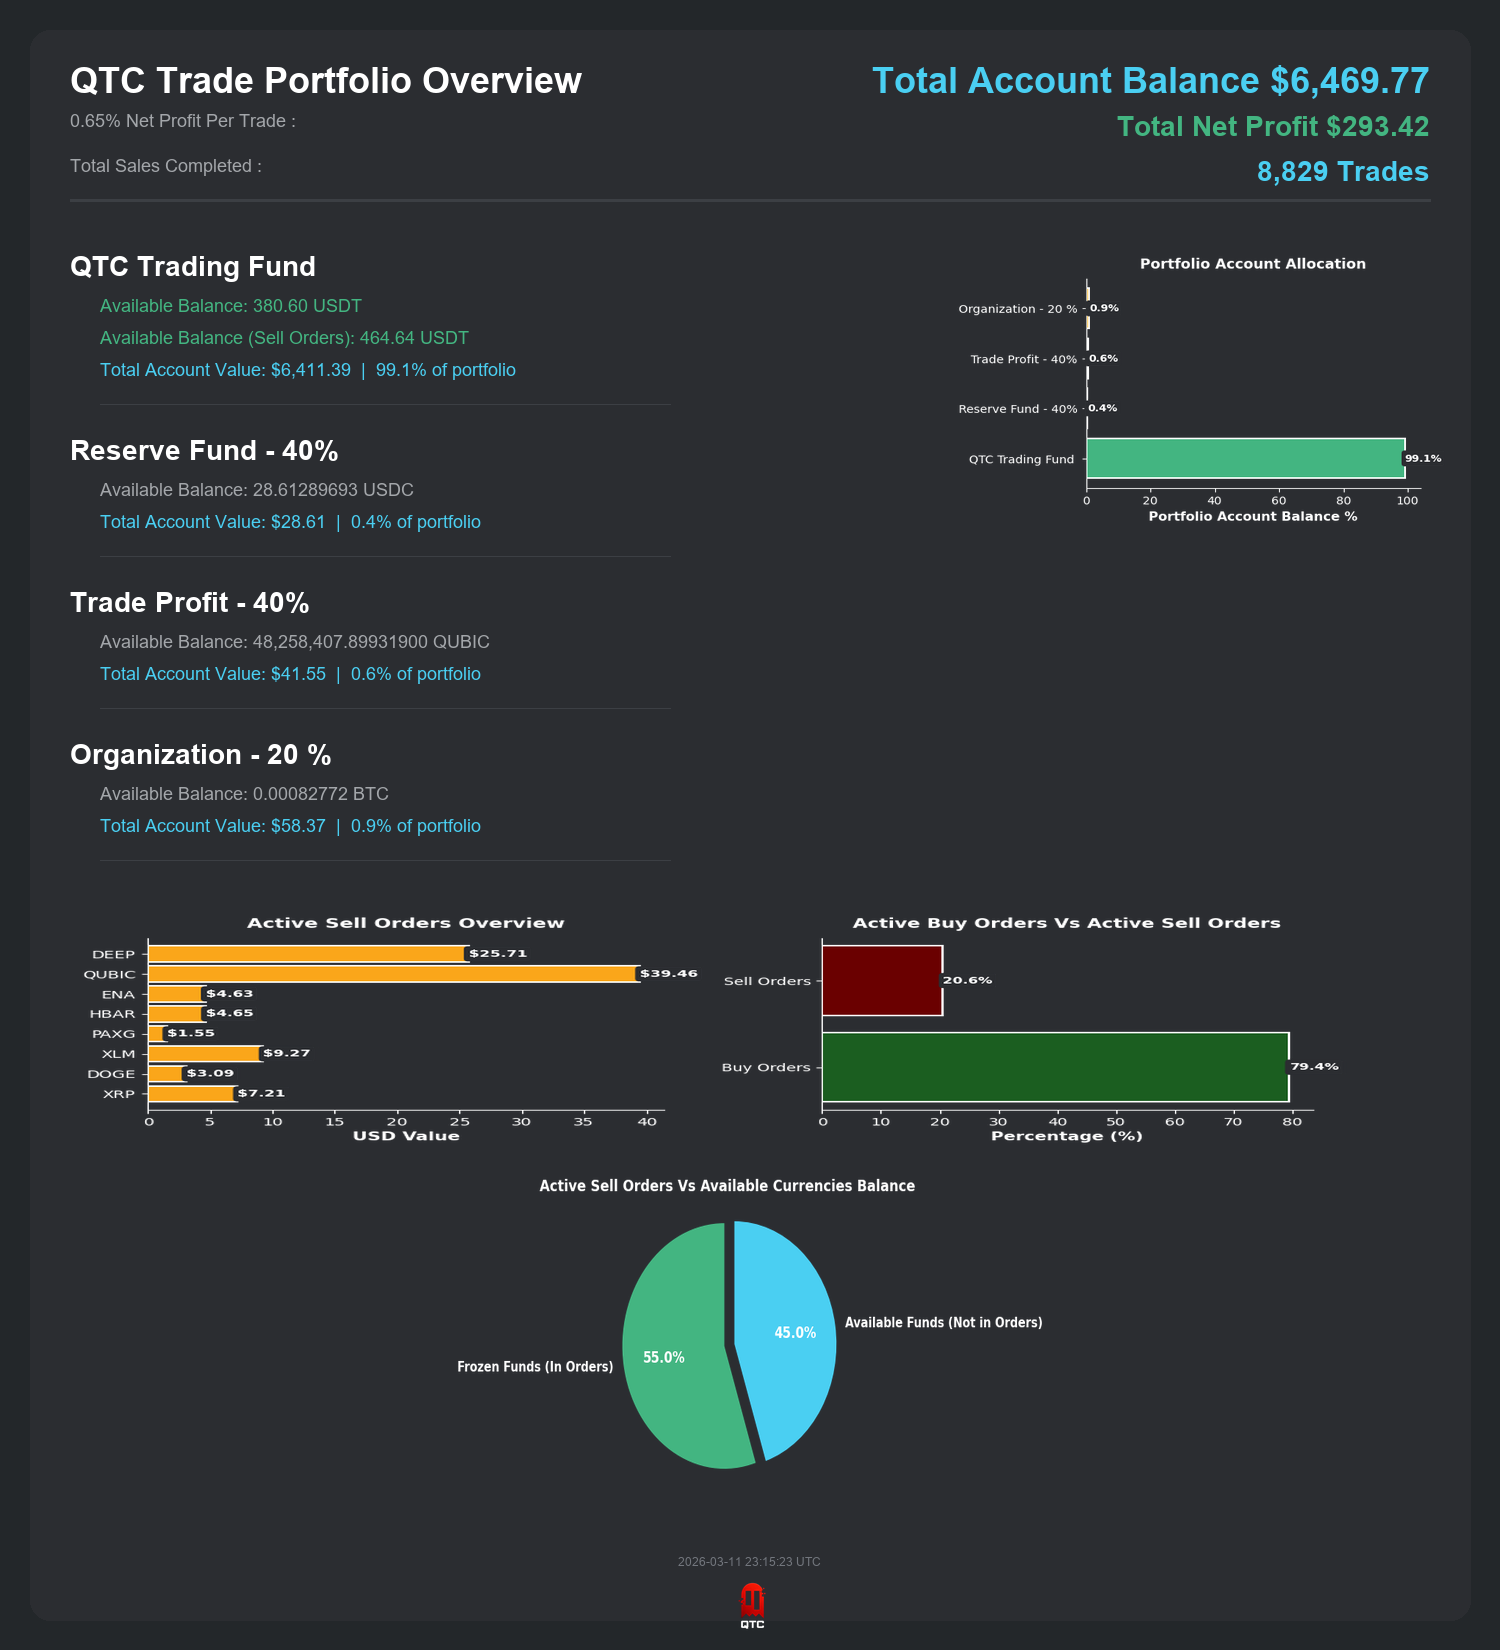 QTC Trade Portfolio Overview
Total Account Balance $6,469.77
0.65% Net Profit Per Trade :
Total Net Profit $293.42
Total Sales Completed :
8,829 Trades
QTC Trading Fund
Available Balance: 380.60 USDT
Available Balance (Sell Orders): 464.64 USDT
Total Account Value: $6,411.39 | 99.1% of portfolio
Reserve Fund - 40%
Available Balance: 28.61289693 USDC
Total Account Value: $28.61 | 0.4% of portfolio
Trade Profit - 40%
Available Balance: 48,258,407.89931900 QUBIC
Total Account Value: $41.55 | 0.6% of portfolio
Organization - 20 %
Available Balance: 0.00082772 BTC
Total Account Value: $58.37 | 0.9% of portfolio
Portfolio Account Allocation
Organization - 20 % 0.9%
Trade Profit - 40% 0.6%
Reserve Fund - 40% 0.4%
QTC Trading Fund 99.1%
0 20 40 60 80 100
Portfolio Account Balance %
Active Sell Orders Overview
DEEP $25.71
QUBIC $39.46
ENA $4.63
HBAR $4.65
PAXG $1.55
XLM $9.27
DOGE $3.09
XRP $7.21
0 5 10 15 20 25 30 35 40
USD Value
Active Buy Orders Vs Active Sell Orders
Sell Orders 20.6%
Buy Orders 79.4%
0 10 20 30 40 50 60 70 80
Percentage (%)
Active Sell Orders Vs Available Currencies Balance
45.0% Available Funds (Not in Orders)
Frozen Funds (In Orders) 55.0%
2026-03-11 23:15:23 UTC
QTC